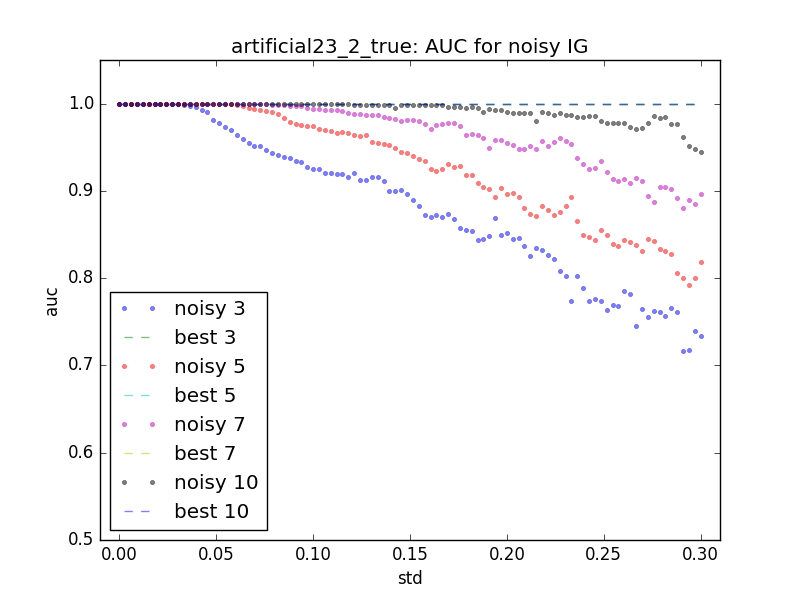 artificial23_2_true: AUC for noisy IG
auc
1.0
0.9
0.8
0.7
0.6
0.5
noisy 3
best 3
noisy 5
best 5
noisy 7
best 7
noisy 10
best 10
0.00 0.05 0.10 0.15 0.20 0.25 0.30
std